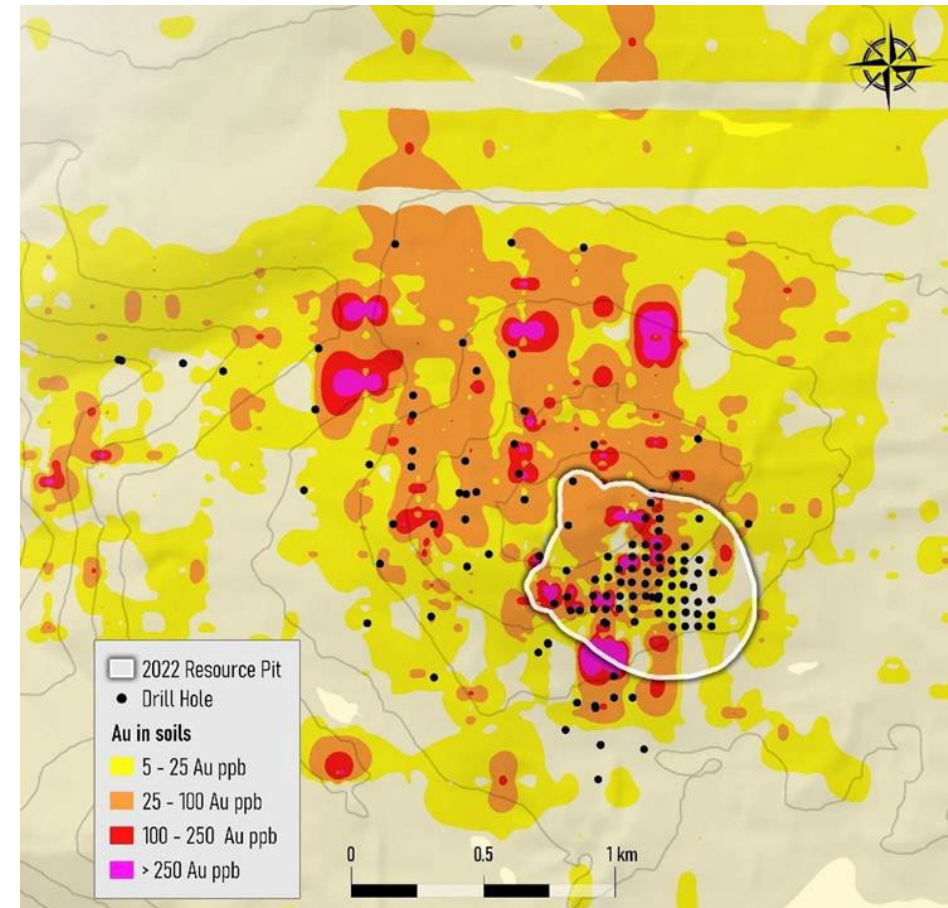 2022 Resource Pit
Drill Hole
Au in soils
5 - 25 Au ppb
25 - 100 Au ppb
100 - 250 Au ppb
> 250 Au ppb
0 0.5 1 km